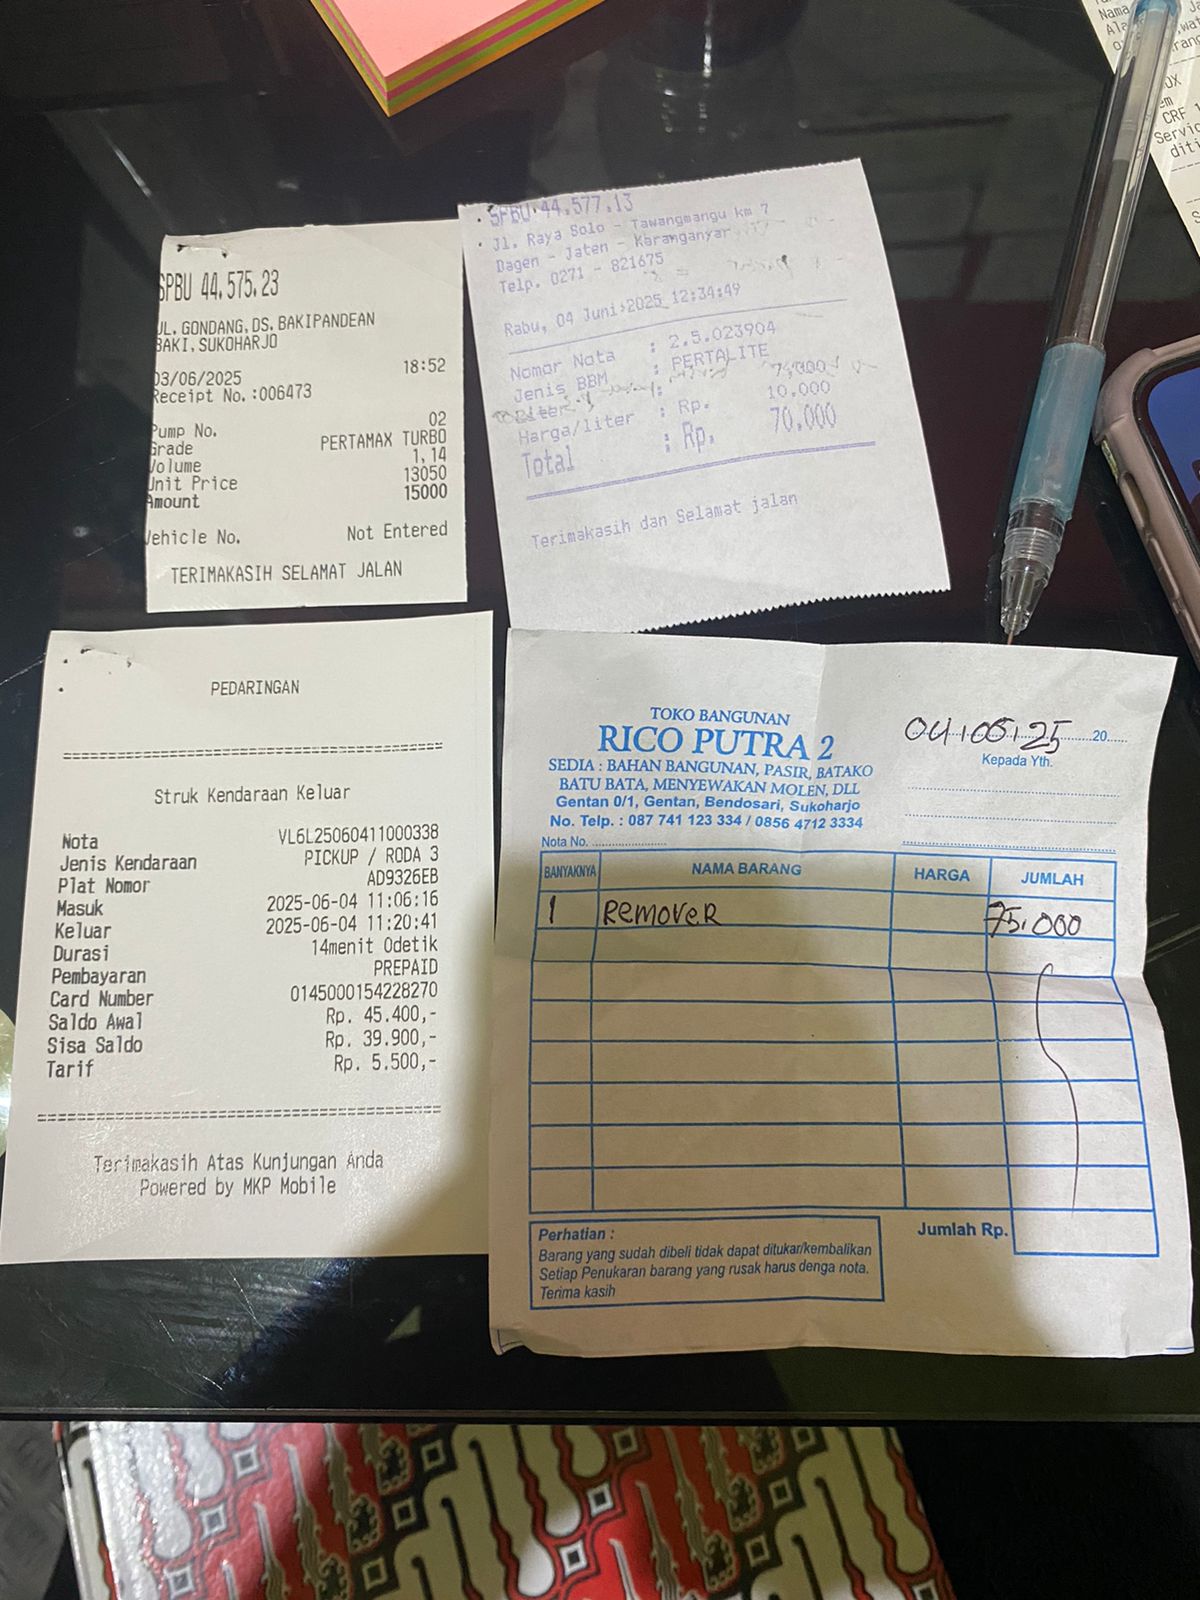 SPBU 44.575.23
JL. GONDANG, DS. BAKIPANDEAN
BAKI, SUKOHARJO
03/06/2025 18:52
Receipt No. :006473
Pump No. 02
Grade PERTAMAX TURBO
Volume 1,14
Unit Price 13050
Amount 15000
Vehicle No. Not Entered
TERIMAKASIH SELAMAT JALAN
SPBU 44.577.13
Jl. Raya Solo - Tawangmangu km 7
Dagen - Jaten - Karanganyar
Telp. 0271 - 821675
Rabu, 04 Juni 2025 12:34:49
Nomor Nota : 2.5.023904
Jenis BBM : PERTALITE
Liter :
Harga/liter : Rp. 10.000
Total : Rp. 70.000
Terimakasih dan Selamat jalan
PEDARINGAN
Struk Kendaraan Keluar
Nota VL6L25060411000338
Jenis Kendaraan PICKUP / RODA 3
Plat Nomor AD9326EB
Masuk 2025-06-04 11:06:16
Keluar 2025-06-04 11:20:41
Durasi 14menit 0detik
Pembayaran PREPAID
Card Number 0145000154228270
Saldo Awal Rp. 45.400,-
Sisa Saldo Rp. 39.900,-
Tarif Rp. 5.500,-
Terimakasih Atas Kunjungan Anda
Powered by MKP Mobile
TOKO BANGUNAN
RICO PUTRA 2
SEDIA : BAHAN BANGUNAN, PASIR, BATAKO
BATU BATA, MENYEWAKAN MOLEN, DLL
Gentan 0/1, Gentan, Bendosari, Sukoharjo
No. Telp. : 087 741 123 334 / 0856 4712 3334
04.05.25 20
Kepada Yth.
Nota No.
BANYAKNYA NAMA BARANG HARGA JUMLAH
1 REMOVER 75.000
Jumlah Rp.
Perhatian :
Barang yang sudah dibeli tidak dapat ditukar/kembalikan
Setiap Penukaran barang yang rusak harus denga nota.
Terima kasih
Nama
CRF